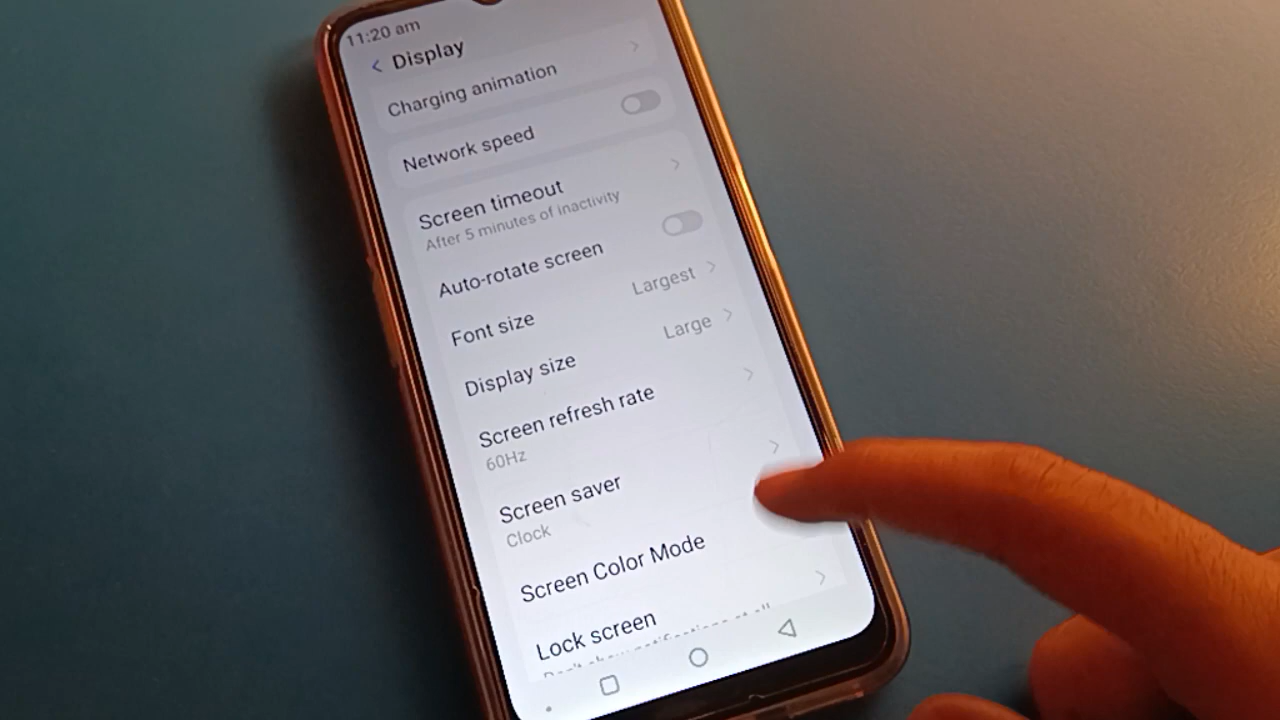 11:20 am
Display
Charging animation
Network speed
Screen timeout
After 5 minutes of inactivity
Auto-rotate screen
Font size Largest
Display size Large
Screen refresh rate
60Hz
Screen saver
Clock
Screen Color Mode
Lock screen